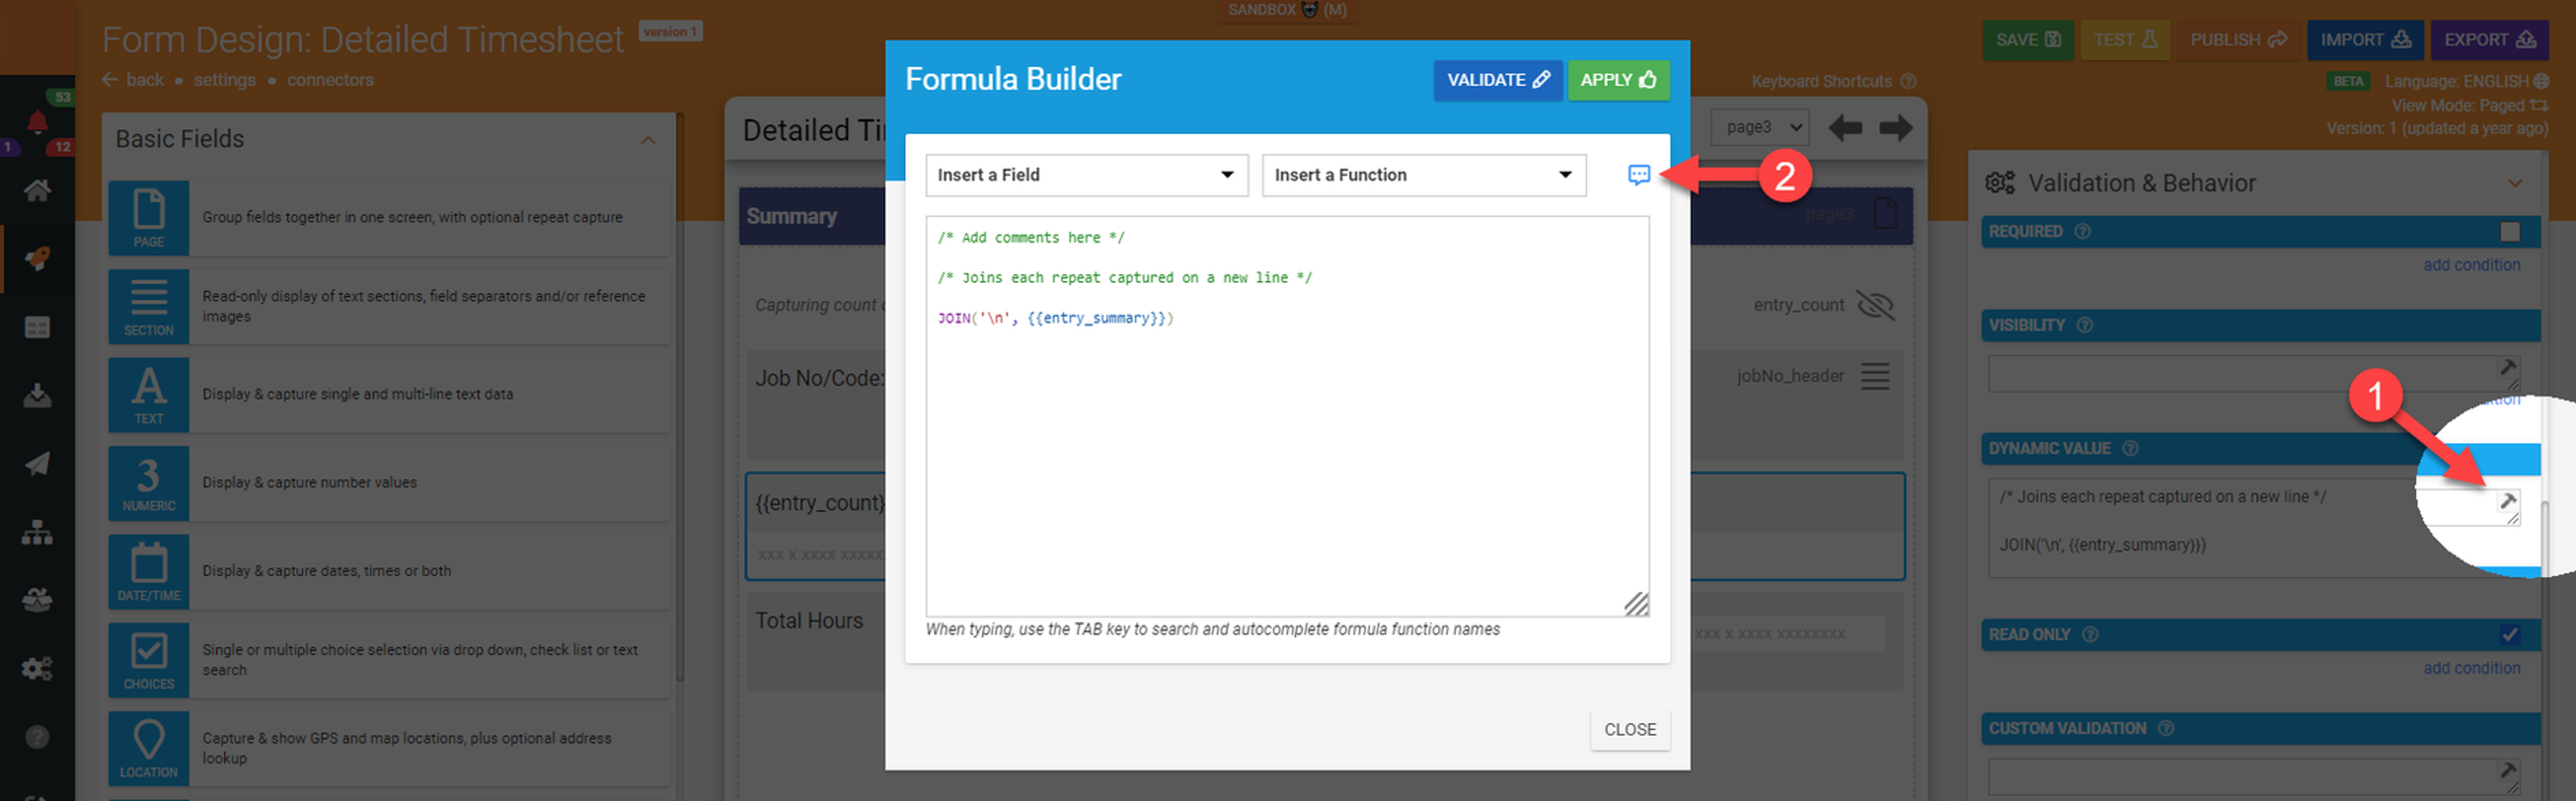 SANDBOX (M)
Form Design: Detailed Timesheet version 1
back • settings • connectors
SAVE TEST PUBLISH IMPORT EXPORT
Keyboard Shortcuts
BETA Language: ENGLISH
View Mode: Paged
Version: 1 (updated a year ago)
53
1 12
Basic Fields
PAGE
Group fields together in one screen, with optional repeat capture
SECTION
Read-only display of text sections, field separators and/or reference
images
TEXT
Display & capture single and multi-line text data
3
NUMERIC
Display & capture number values
DATE/TIME
Display & capture dates, times or both
CHOICES
Single or multiple choice selection via drop down, check list or text
search
LOCATION
Capture & show GPS and map locations, plus optional address
lookup
Detailed Ti
page3
Summary
page3
Capturing count
entry_count
Job No/Code:
jobNo_header
{{entry_count}
xxx x xxxx xxxxx
Total Hours
xxx x xxxx xxxxxxxx
Formula Builder
VALIDATE APPLY
Insert a Field
Insert a Function
2
/* Add comments here */
/* Joins each repeat captured on a new line */
JOIN('\n', {{entry_summary}})
When typing, use the TAB key to search and autocomplete formula function names
CLOSE
Validation & Behavior
REQUIRED
add condition
VISIBILITY
1
DYNAMIC VALUE
/* Joins each repeat captured on a new line */
JOIN('\n', {{entry_summary}})
READ ONLY
add condition
CUSTOM VALIDATION